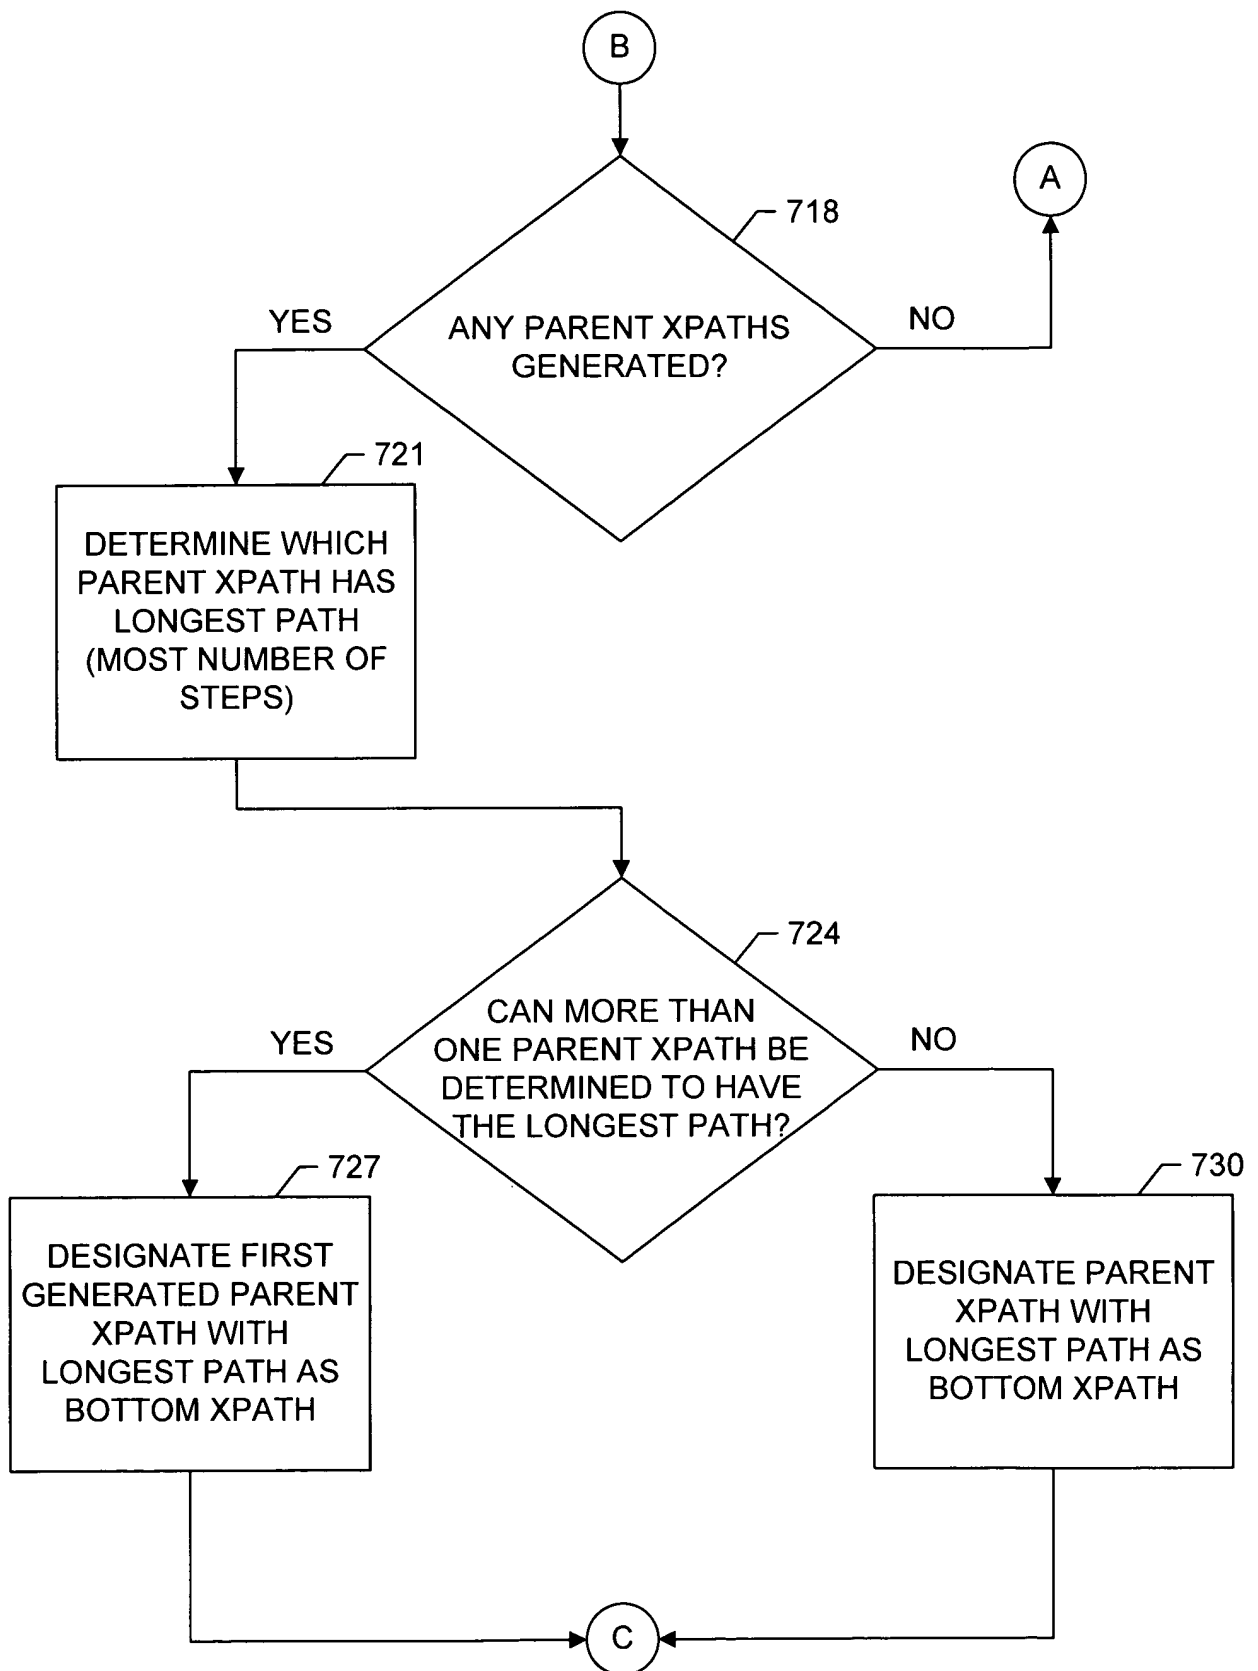 B
A
718
YES
NO
ANY PARENT XPATHS
GENERATED?
721
DETERMINE WHICH
PARENT XPATH HAS
LONGEST PATH
(MOST NUMBER OF
STEPS)
724
CAN MORE THAN
ONE PARENT XPATH BE
DETERMINED TO HAVE
THE LONGEST PATH?
YES
NO
727
730
DESIGNATE FIRST
GENERATED PARENT
XPATH WITH
LONGEST PATH AS
BOTTOM XPATH
DESIGNATE PARENT
XPATH WITH
LONGEST PATH AS
BOTTOM XPATH
C